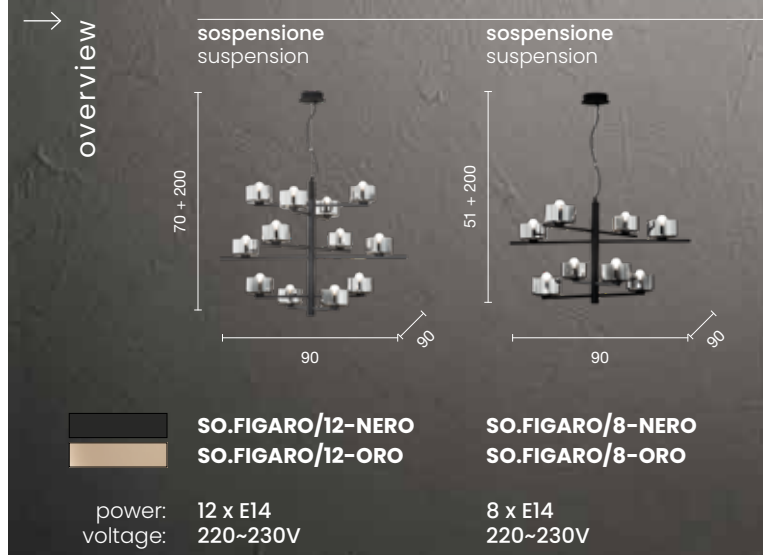 overview
sospensione
suspension
70 + 200
90
90
SO.FIGARO/12-NERO
SO.FIGARO/12-ORO
power: 12 x E14
voltage: 220~230V
sospensione
suspension
51 + 200
90
90
SO.FIGARO/8-NERO
SO.FIGARO/8-ORO
8 x E14
220~230V